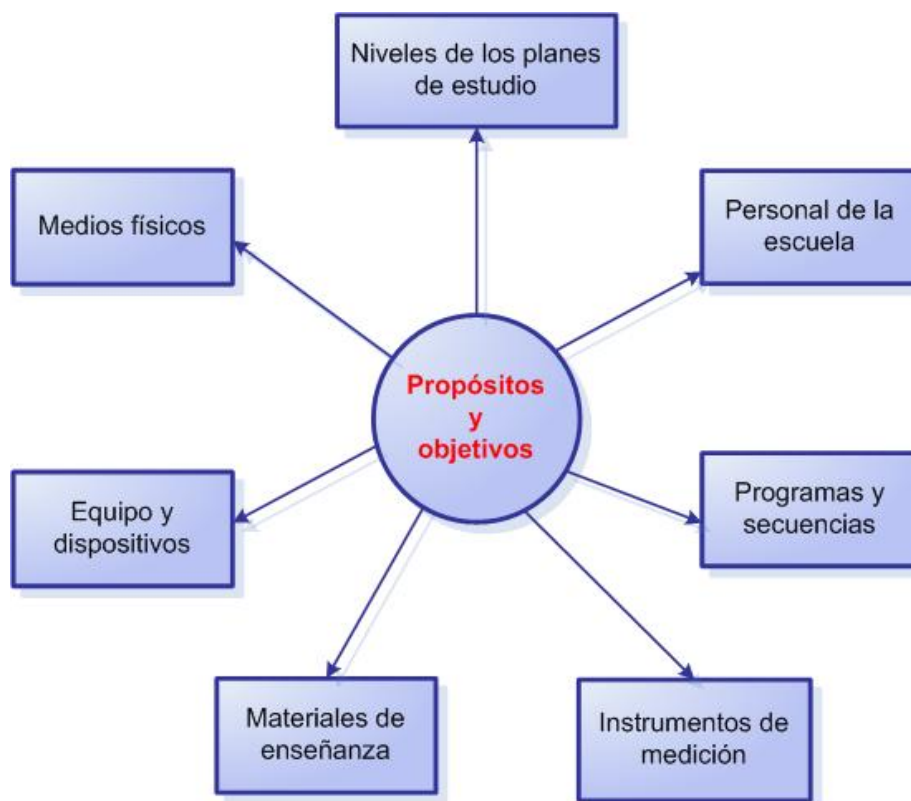 Niveles de los planes
de estudio
Medios físicos
Personal de la
escuela
Propósitos
y
objetivos
Equipo y
dispositivos
Programas y
secuencias
Materiales de
enseñanza
Instrumentos de
medición